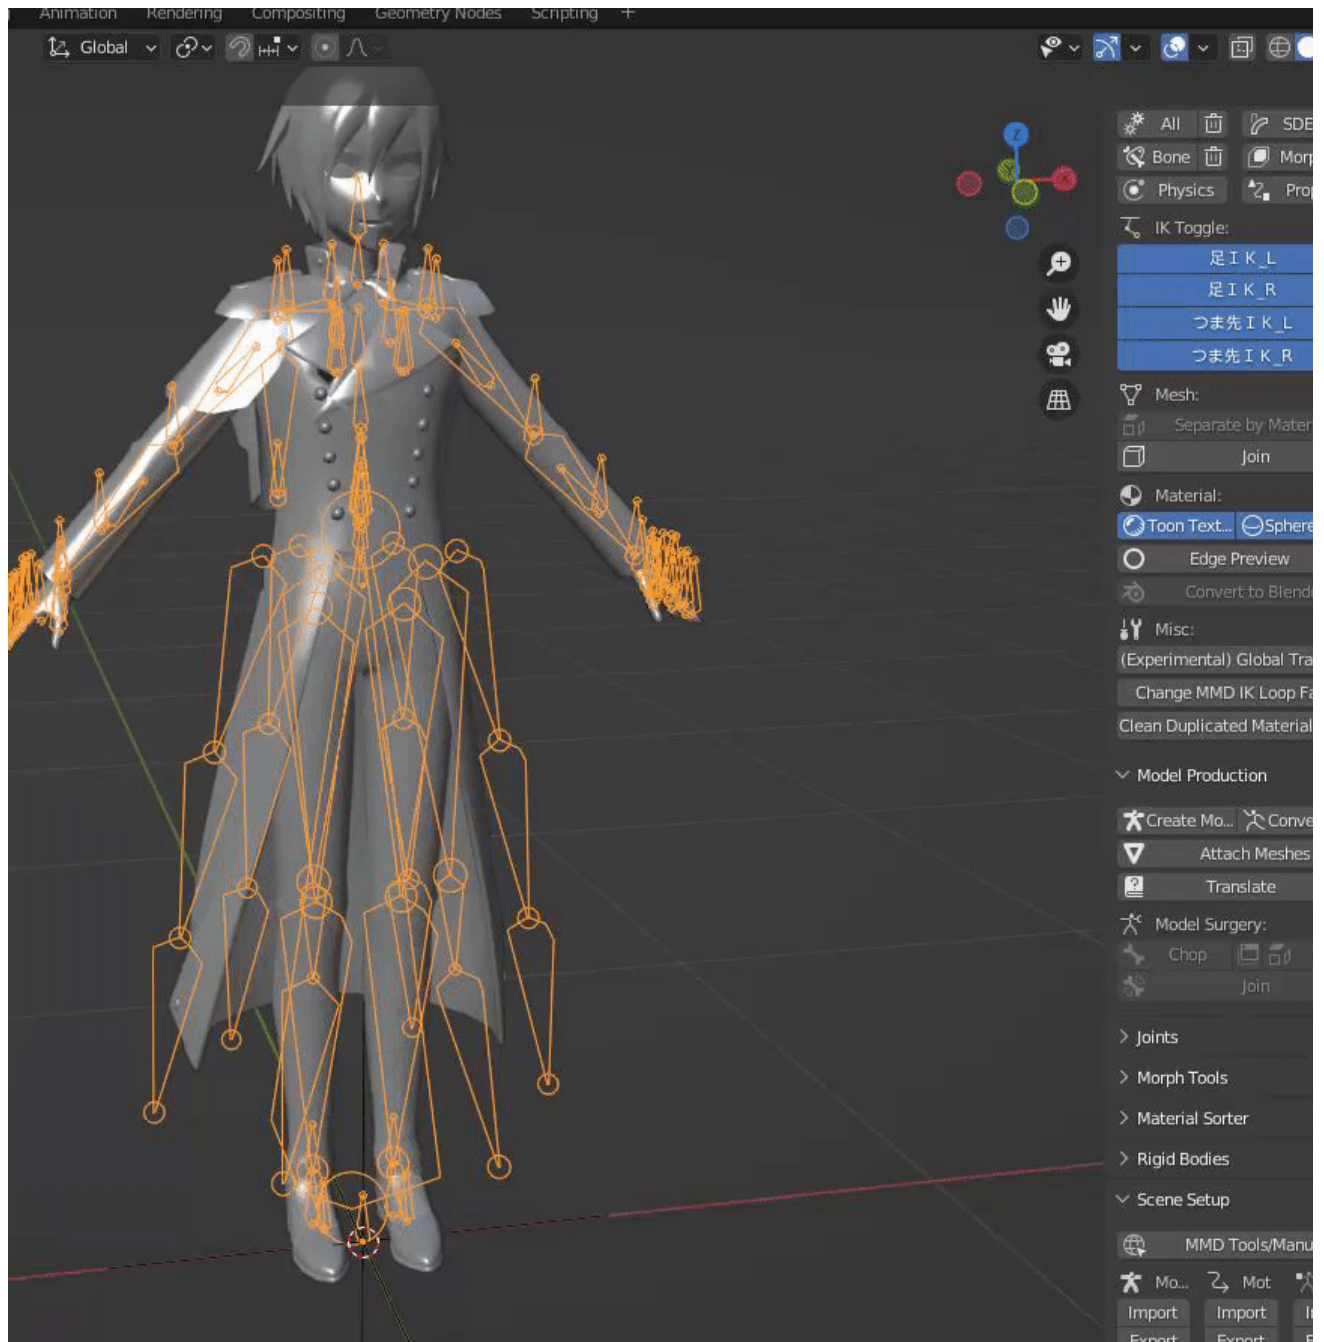 Animation Rendering Compositing Geometry Nodes Scripting +
Global
Z
All SDE
Bone Morp
Physics Prop
IK Toggle:
足ＩＫ_L
足ＩＫ_R
つま先ＩＫ_L
つま先ＩＫ_R
Mesh:
Separate by Mater
Join
Material:
Toon Text... Sphere
Edge Preview
Convert to Blend
Misc:
(Experimental) Global Tra
Change MMD IK Loop Fa
Clean Duplicated Material
Model Production
Create Mo... Conve
Attach Meshes
Translate
Model Surgery:
Chop
Join
Joints
Morph Tools
Material Sorter
Rigid Bodies
Scene Setup
MMD Tools/Manu
Mo... Mot
Import Import I
Export Export E